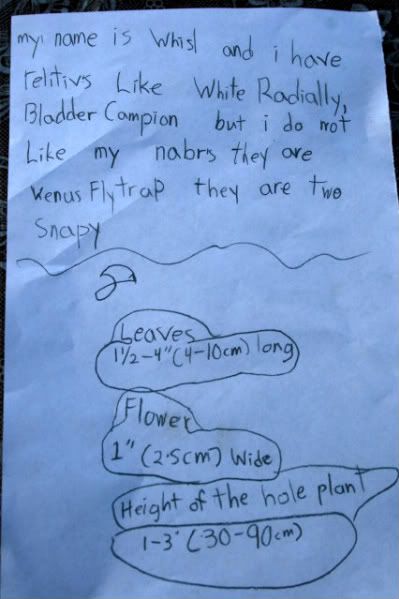 my name is Whisl and i have
relitivs Like White Radially,
Bladder Campion but i do not
Like my nabrs they are
Venus Flytrap they are two
Snapy
Leaves
1½-4" (4-10cm) long
Flower
1" (2.5cm) Wide
Height of the hole plant
1-3' (30-90cm)